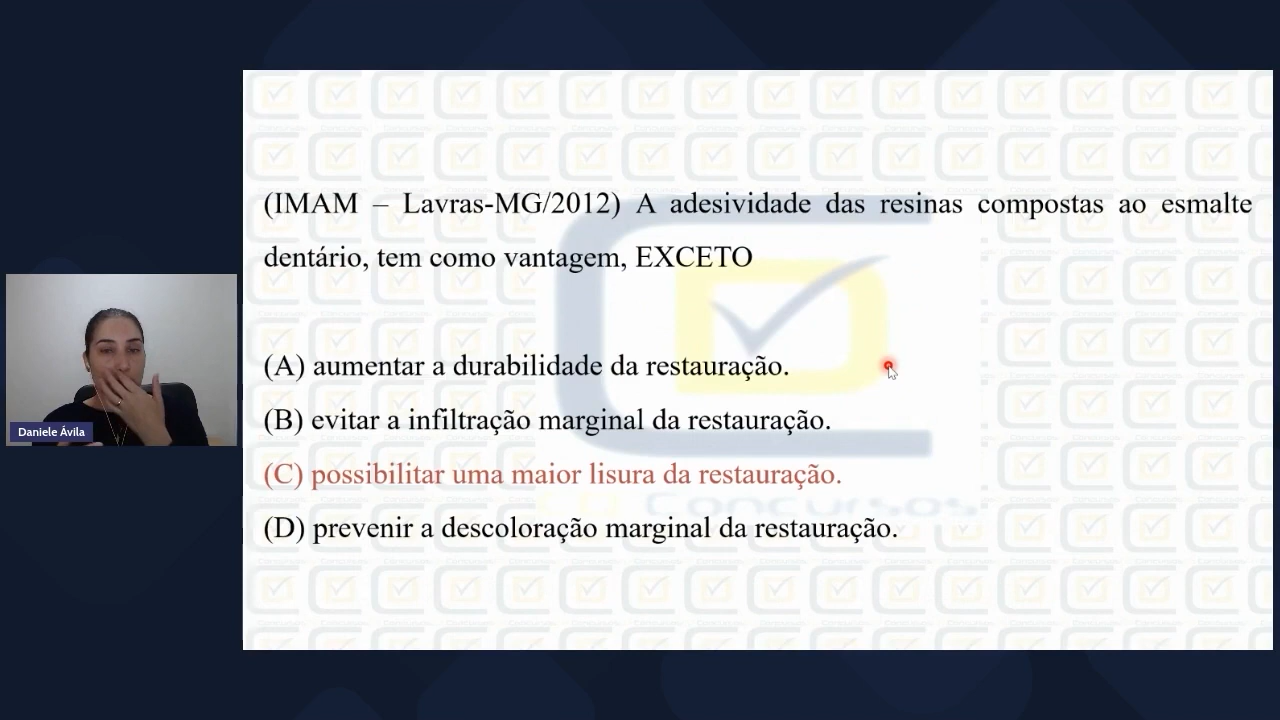 (IMAM – Lavras-MG/2012) A adesividade das resinas compostas ao esmalte
dentário, tem como vantagem, EXCETO
(A) aumentar a durabilidade da restauração.
(B) evitar a infiltração marginal da restauração.
(C) possibilitar uma maior lisura da restauração.
(D) prevenir a descoloração marginal da restauração.
Daniele Ávila
Concursos